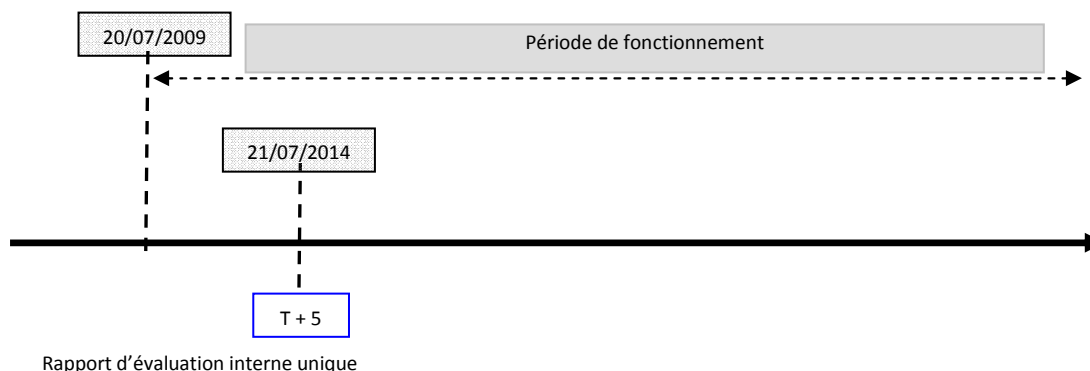 20/07/2009
Période de fonctionnement
21/07/2014
T + 5
Rapport d’évaluation interne unique